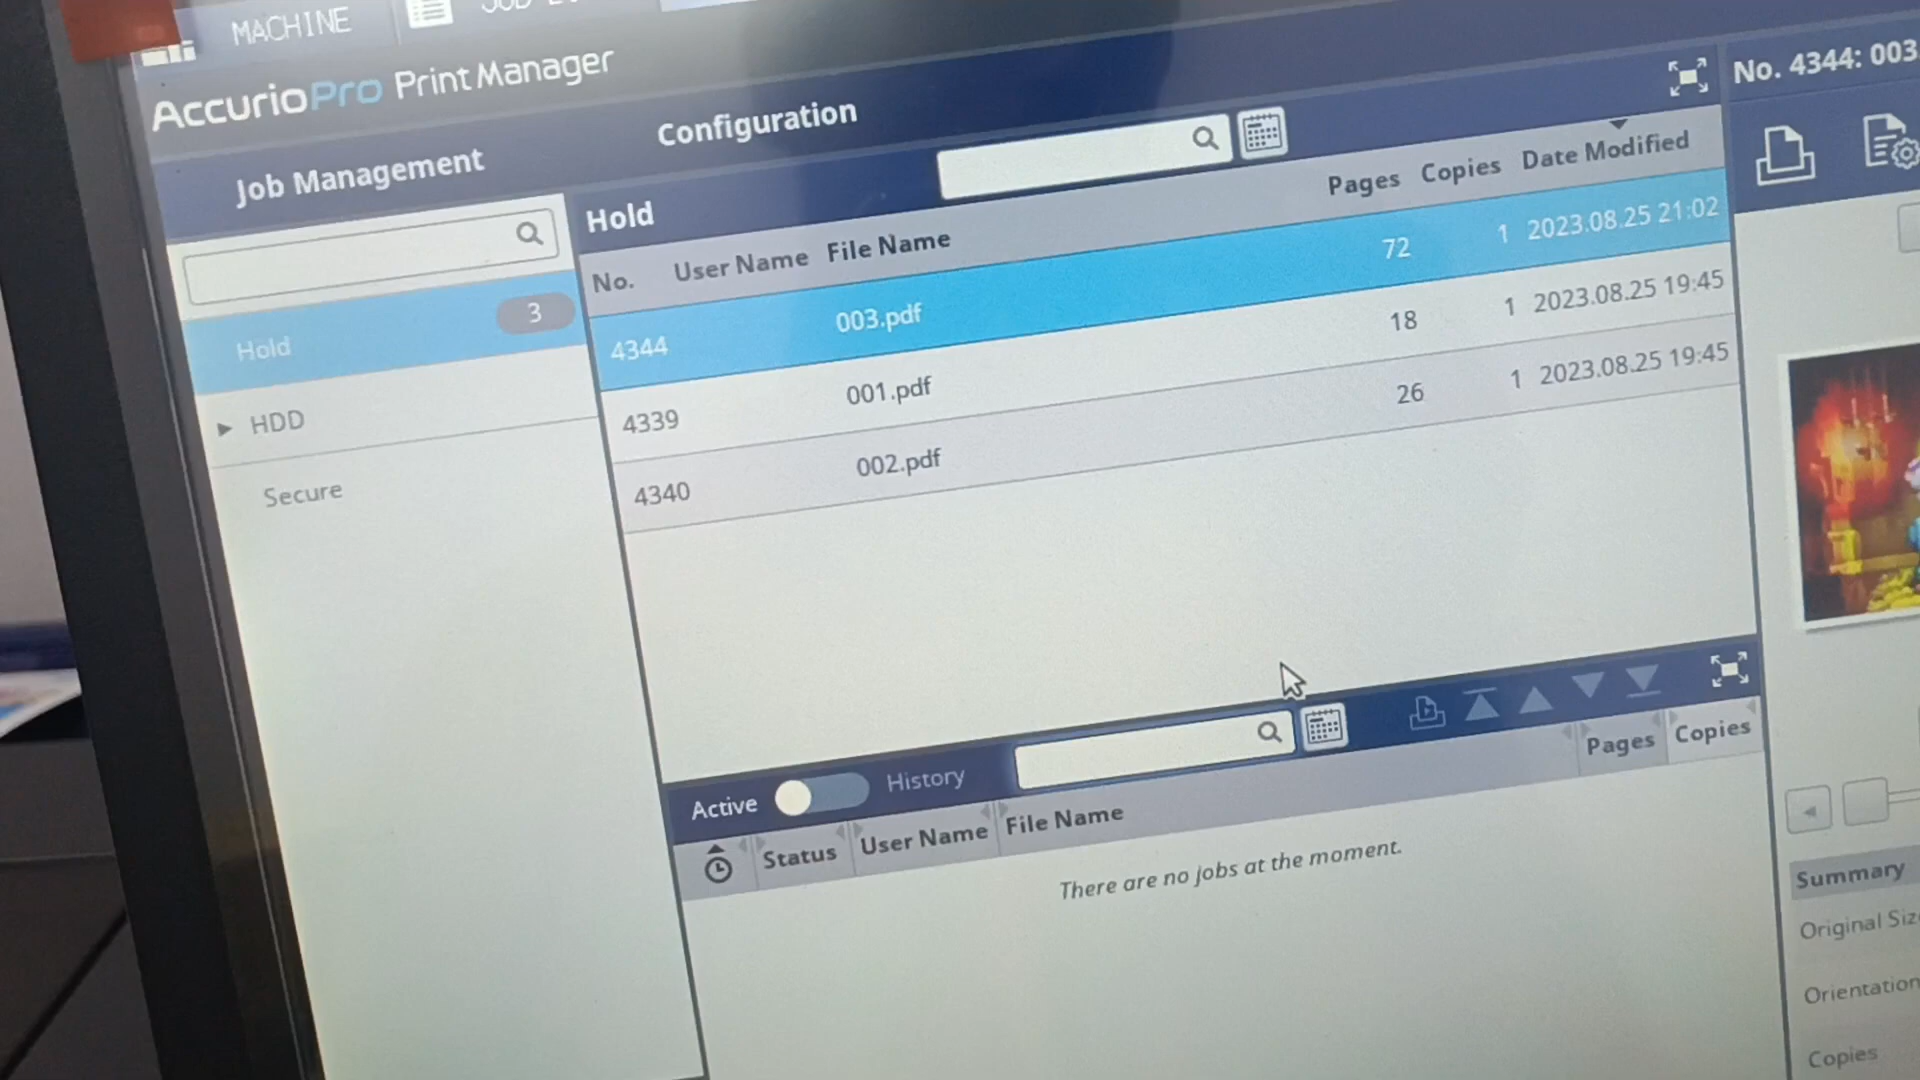 MACHINE
AccurioPro Print Manager
Job Management Configuration
No. 4344: 003.
Hold
No. User Name File Name Pages Copies Date Modified
Hold 3
HDD
Secure
4344 003.pdf 72 1 2023.08.25 21:02
4339 001.pdf 18 1 2023.08.25 19:45
4340 002.pdf 26 1 2023.08.25 19:45
Active History
Status User Name File Name Pages Copies
There are no jobs at the moment.
Summary
Original Siz
Orientation
Copies